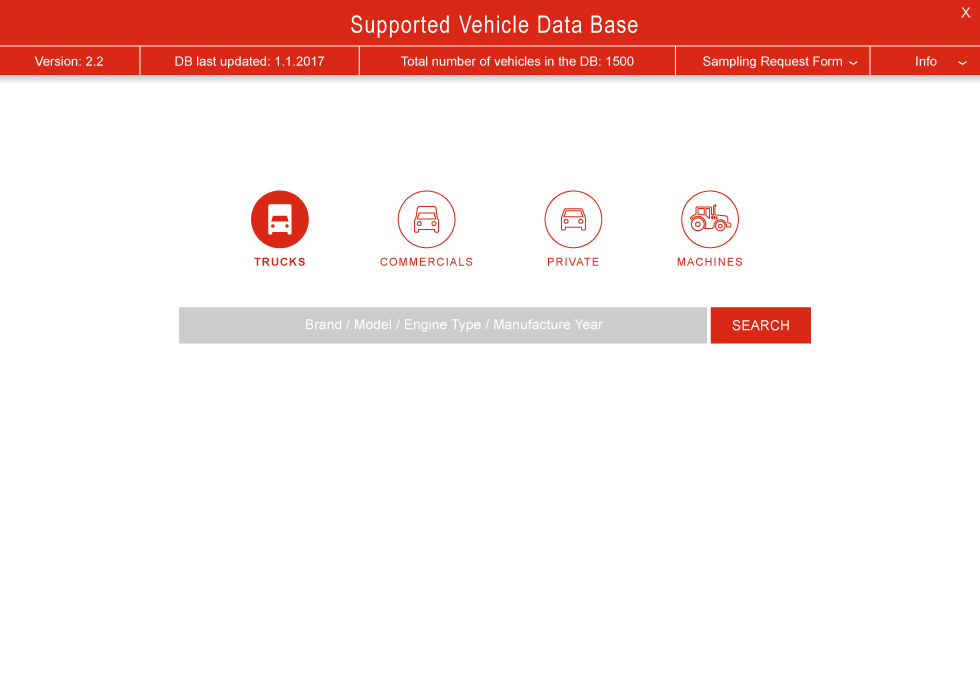 X
Supported Vehicle Data Base
Version: 2.2
DB last updated: 1.1.2017
Total number of vehicles in the DB: 1500
Sampling Request Form
Info
TRUCKS
COMMERCIALS
PRIVATE
MACHINES
Brand / Model / Engine Type / Manufacture Year
SEARCH